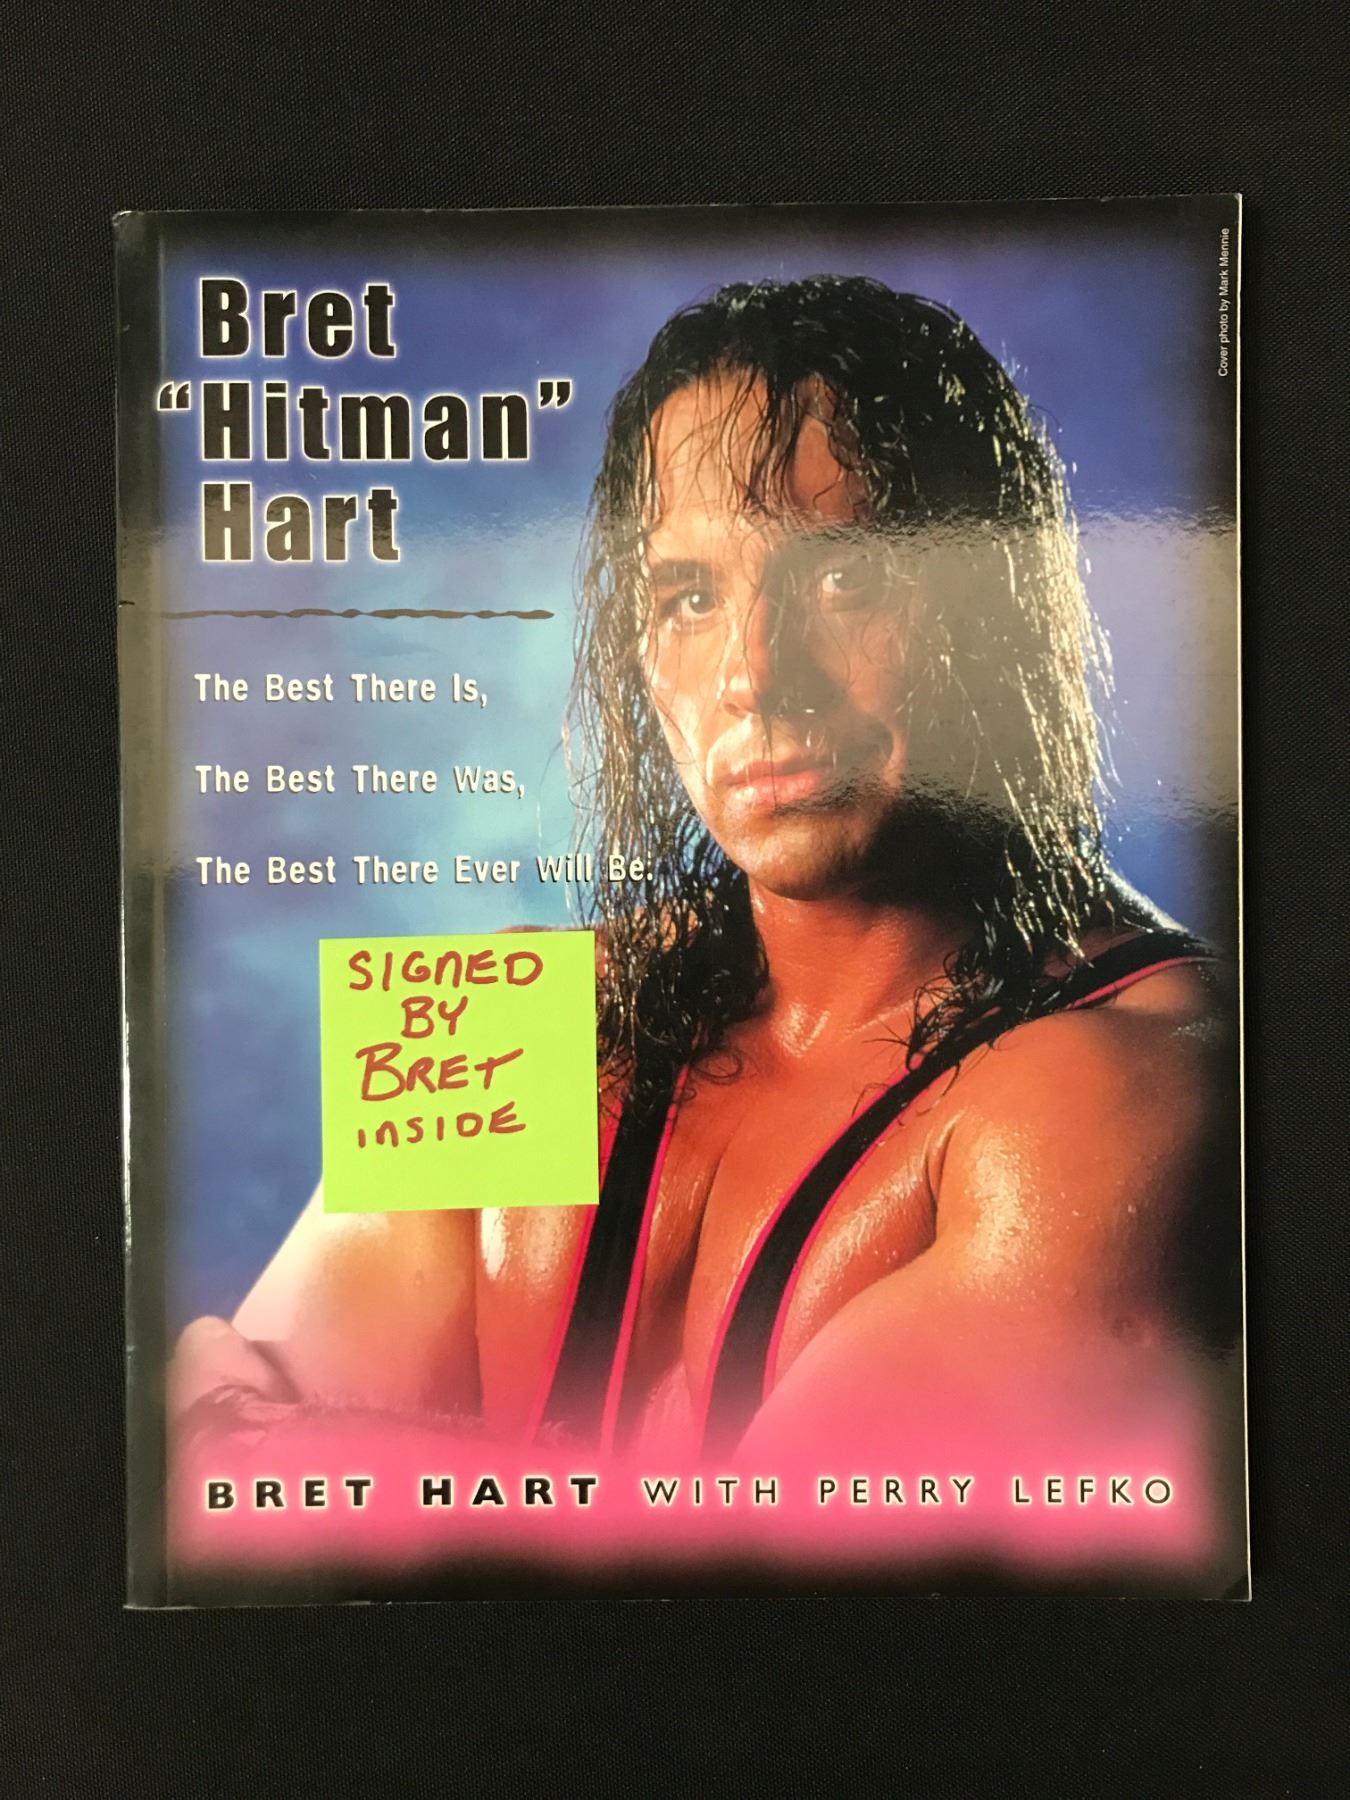 Cover photo by Mark Mennie
Bret
“Hitman”
Hart
The Best There Is,
The Best There Was,
The Best There Ever Will Be.
SIGNED
BY
BRET
INSIDE
BRET HART WITH PERRY LEFKO